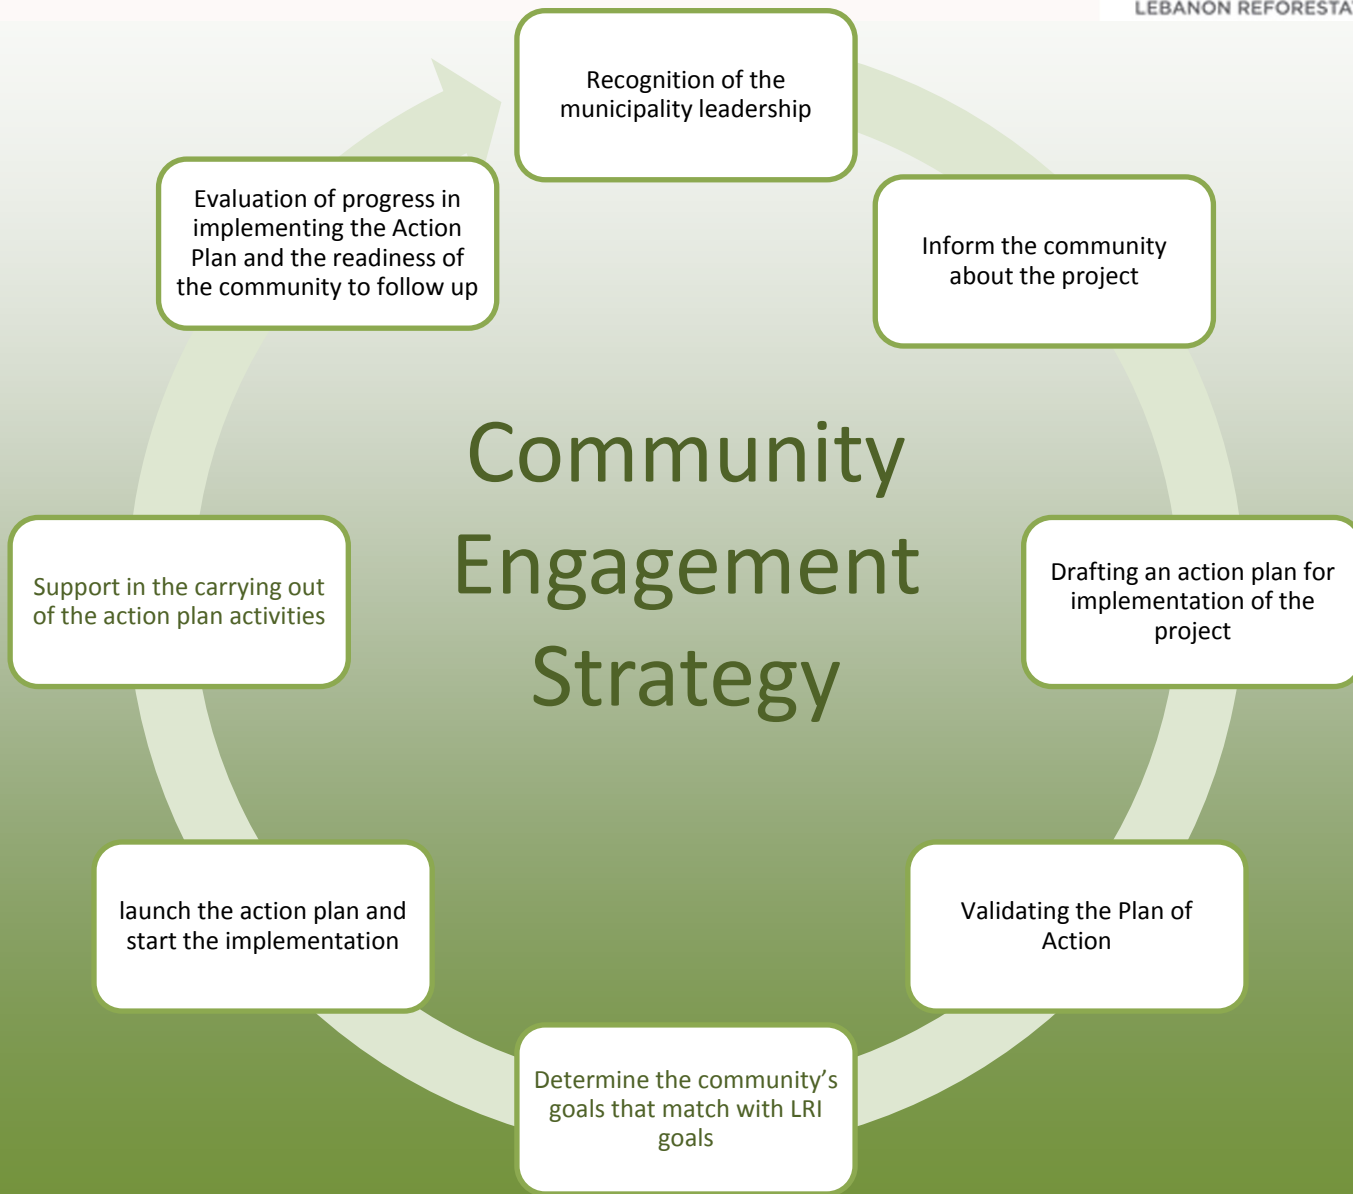 LEBANON REFORESTA
Recognition of the
municipality leadership
Inform the community
about the project
Drafting an action plan for
implementation of the
project
Validating the Plan of
Action
Determine the community’s
goals that match with LRI
goals
launch the action plan and
start the implementation
Support in the carrying out
of the action plan activities
Evaluation of progress in
implementing the Action
Plan and the readiness of
the community to follow up
Community
Engagement
Strategy